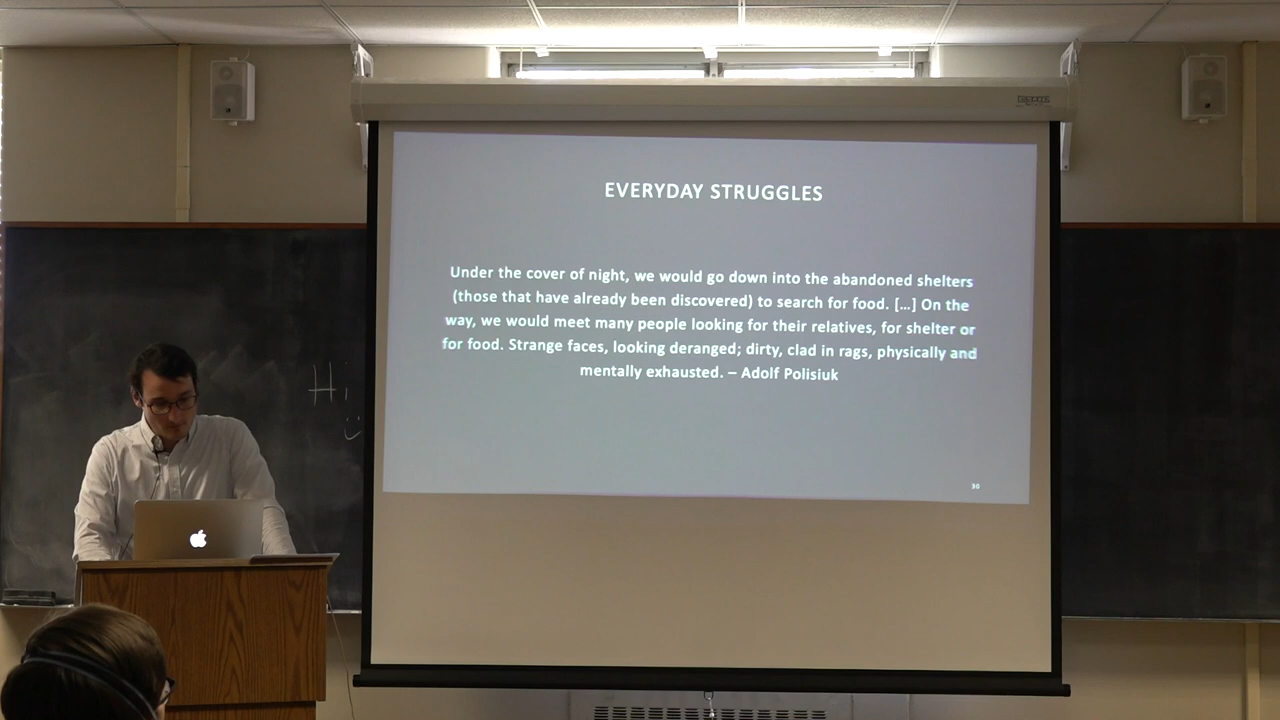 EVERYDAY STRUGGLES
Under the cover of night, we would go down into the abandoned shelters
(those that have already been discovered) to search for food. […] On the
way, we would meet many people looking for their relatives, for shelter or
for food. Strange faces, looking deranged; dirty, clad in rags, physically and
mentally exhausted. – Adolf Polisiuk
30
Hi